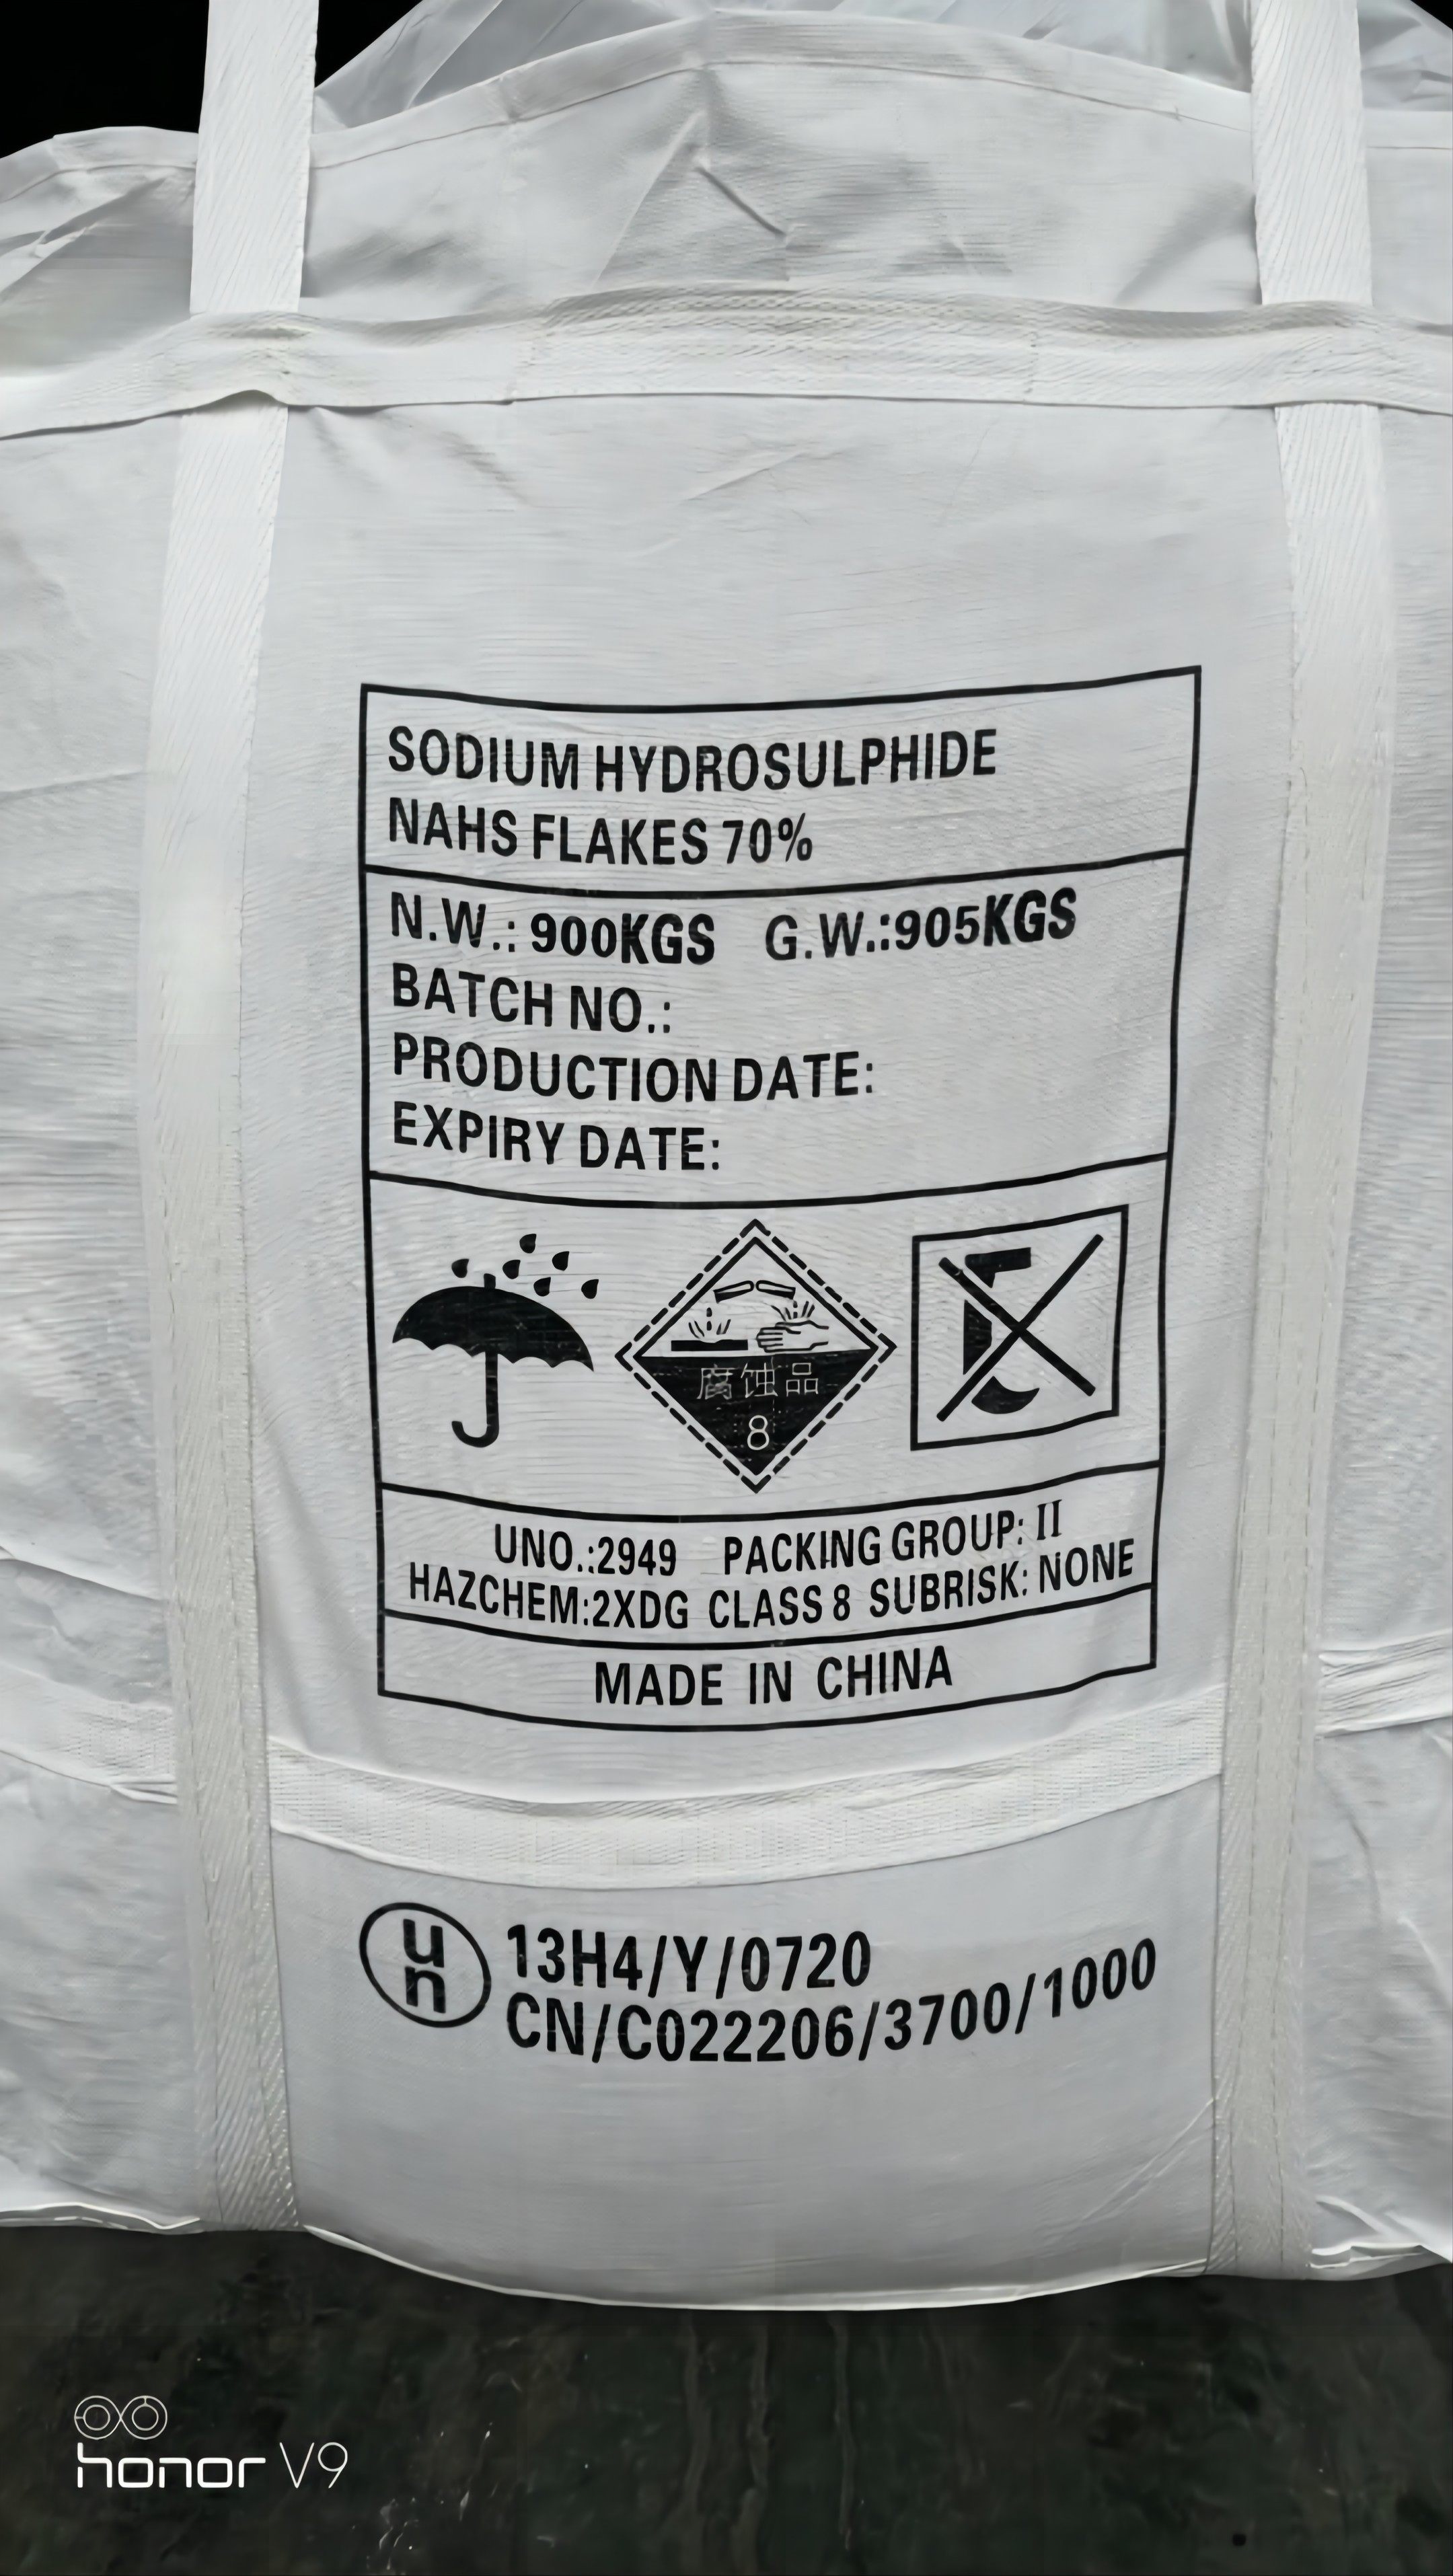 SODIUM HYDROSULPHIDE
NAHS FLAKES 70%
N.W.: 900KGS G.W.:905KGS
BATCH NO.:
PRODUCTION DATE:
EXPIRY DATE:
腐蚀品
8
UNO.:2949 PACKING GROUP: II
HAZCHEM:2XDG CLASS 8 SUBRISK: NONE
MADE IN CHINA
un 13H4/Y/0720
CN/C022206/3700/1000
honor V9